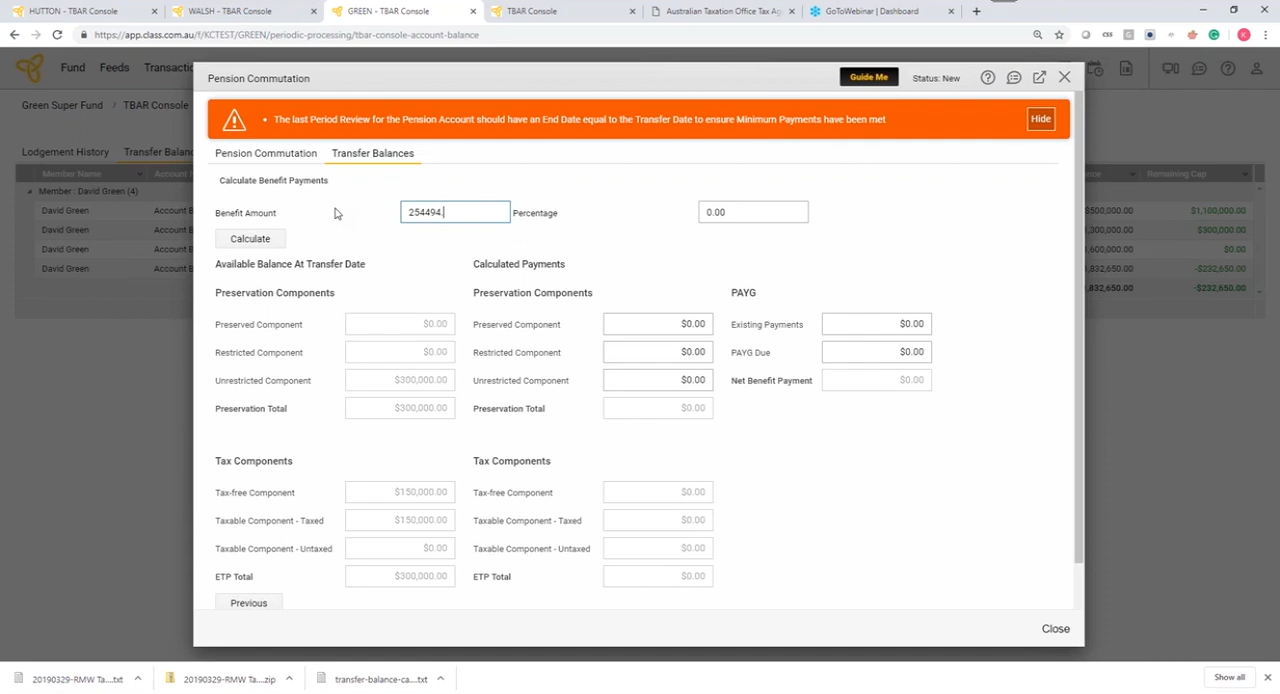 HUTTON - TBAR Console
WALSH - TBAR Console
GREEN - TBAR Console
TBAR Console
Australian Taxation Office Tax Ag
GoToWebinar | Dashboard
https://app.class.com.au/f/KCTEST/GREEN/periodic-processing/tbar-console-account-balance
CSS
K
Fund
Feeds
Transactio
Green Super Fund / TBAR Console
Lodgement History
Transfer Balanc
Member Name
Account
Remaining Cap
Member : David Green (4)
David Green
Account B
$500,000.00
$1,100,000.00
David Green
Account B
,300,000.00
$300,000.00
David Green
Account B
,600,000.00
$0.00
David Green
Account B
,832,650.00
-$232,650.00
,832,650.00
-$232,650.00
Pension Commutation
Guide Me
Status: New
The last Period Review for the Pension Account should have an End Date equal to the Transfer Date to ensure Minimum Payments have been met
Hide
Pension Commutation
Transfer Balances
Calculate Benefit Payments
Benefit Amount
254494.
Percentage
0.00
Calculate
Available Balance At Transfer Date
Calculated Payments
Preservation Components
Preservation Components
PAYG
Preserved Component
$0.00
Preserved Component
$0.00
Existing Payments
$0.00
Restricted Component
$0.00
Restricted Component
$0.00
PAYG Due
$0.00
Unrestricted Component
$300,000.00
Unrestricted Component
$0.00
Net Benefit Payment
$0.00
Preservation Total
$300,000.00
Preservation Total
$0.00
Tax Components
Tax Components
Tax-free Component
$150,000.00
Tax-free Component
$0.00
Taxable Component - Taxed
$150,000.00
Taxable Component - Taxed
$0.00
Taxable Component - Untaxed
$0.00
Taxable Component - Untaxed
$0.00
ETP Total
$300,000.00
ETP Total
$0.00
Previous
Close
20190329-RMW Ta....txt
20190329-RMW Ta....zip
transfer-balance-ca....txt
Show all